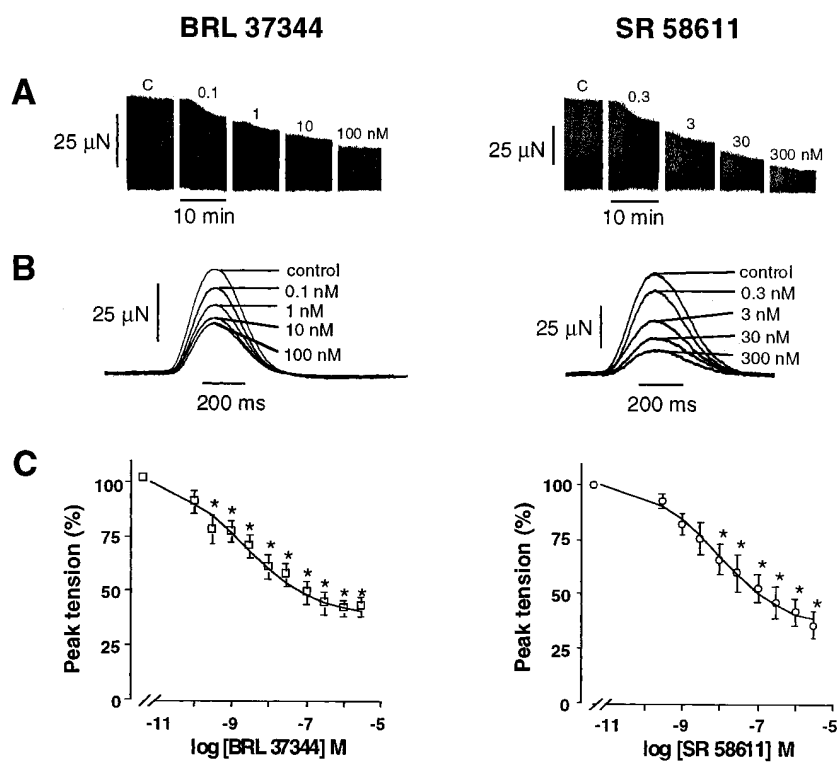 BRL 37344
SR 58611
A
C
0.1
1
10
100 nM
25 µN
10 min
C
0.3
3
30
300 nM
25 µN
10 min
B
control
0.1 nM
1 nM
10 nM
100 nM
25 µN
200 ms
control
0.3 nM
3 nM
30 nM
300 nM
25 µN
200 ms
C
Peak tension (%)
100
75
50
25
0
* * * * * * * * * *
-11 -9 -7 -5
log [BRL 37344] M
Peak tension (%)
100
75
50
25
0
* * * * * *
-11 -9 -7 -5
log [SR 58611] M